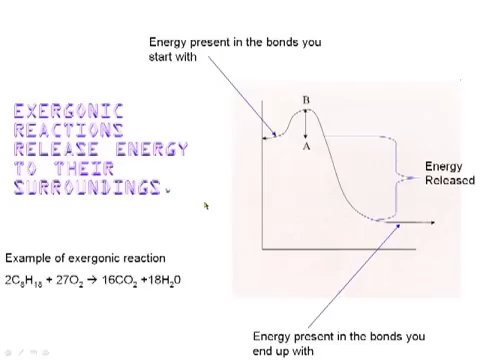 Energy present in the bonds you
start with
EXERGONIC
REACTIONS
RELEASE ENERGY
TO THEIR
SURROUNDINGS.
B
A
Energy
Released
Example of exergonic reaction
2C₈H₁₈ + 27O₂ → 16CO₂ +18H₂0
Energy present in the bonds you
end up with